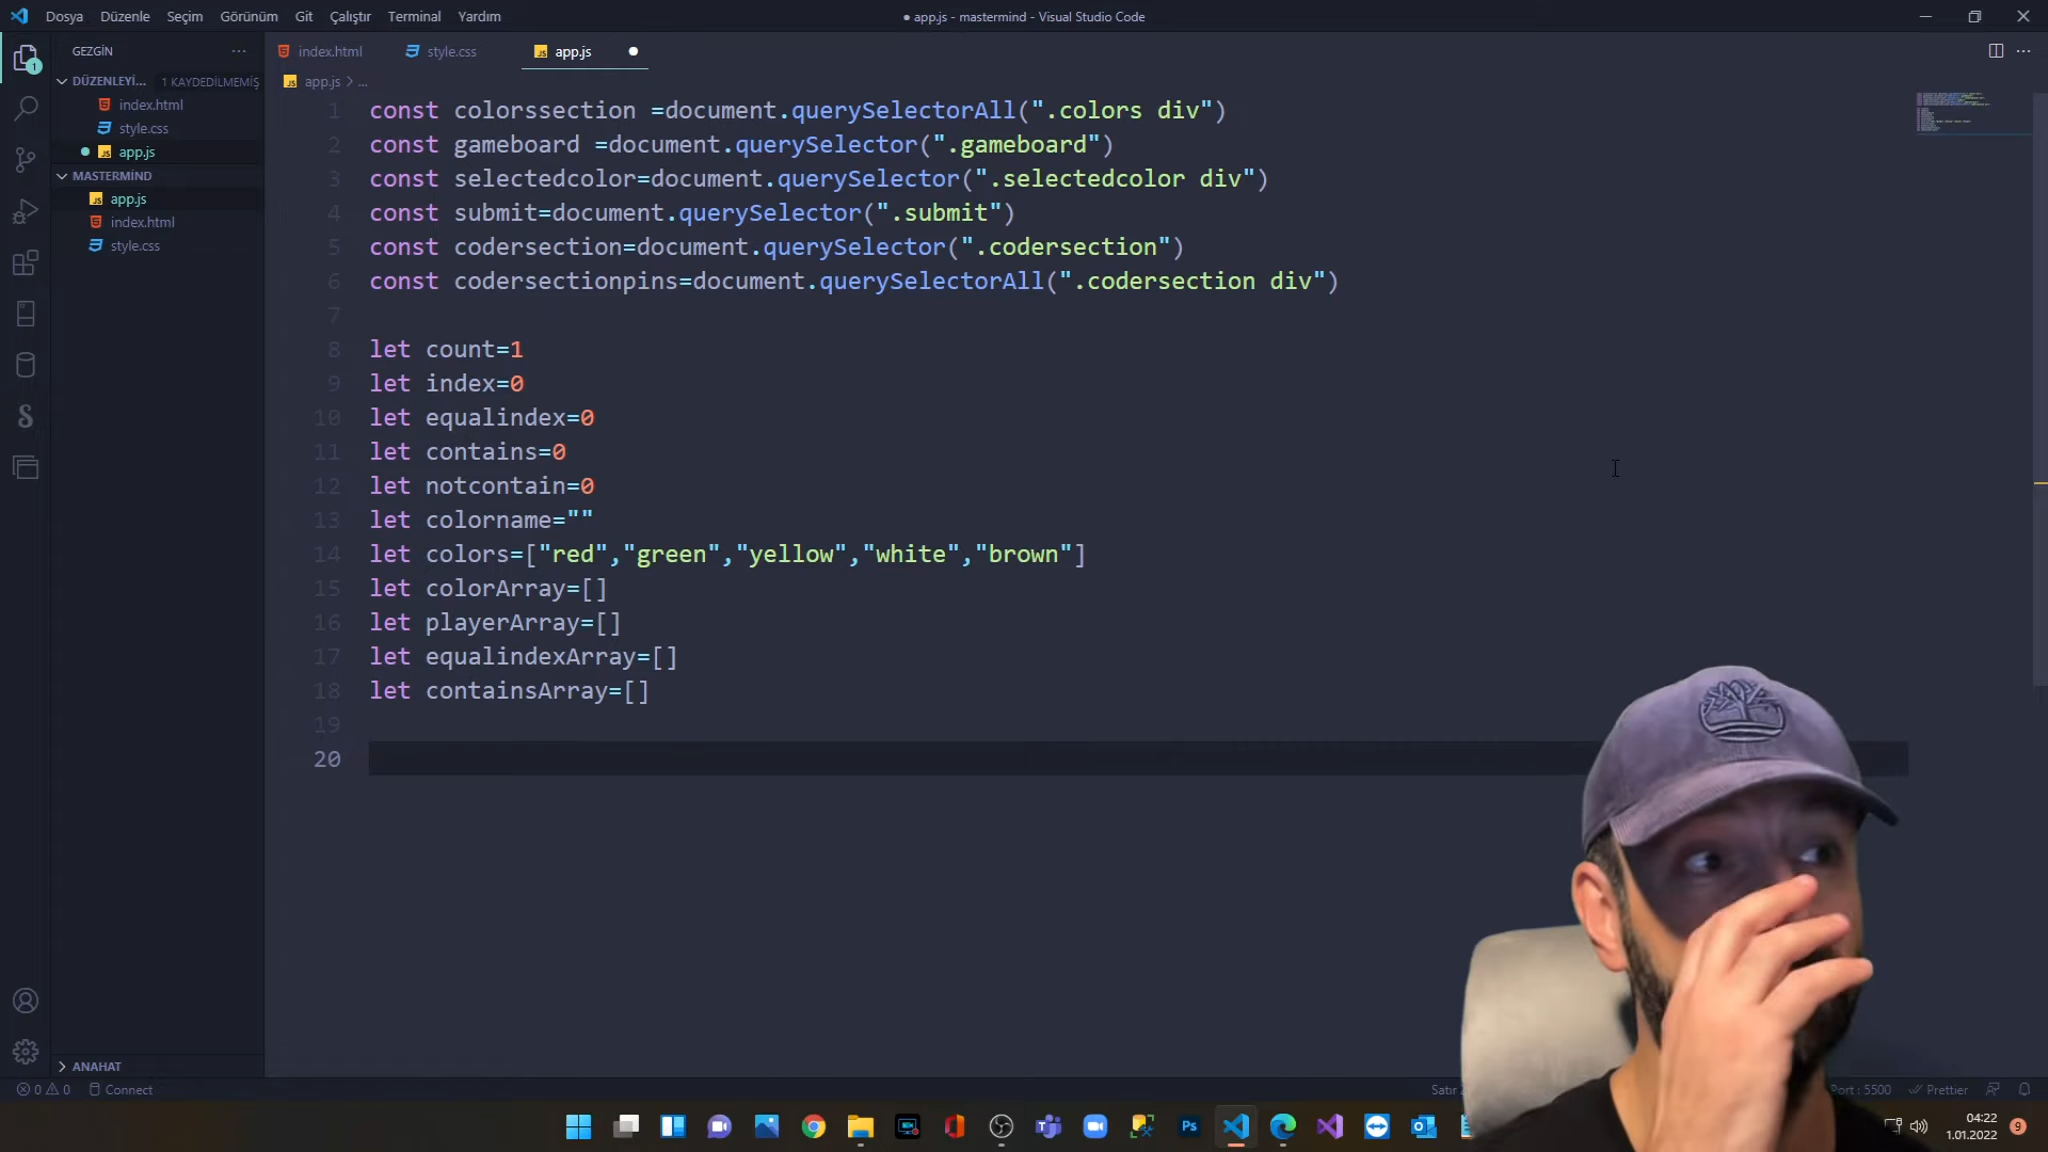 Dosya Düzenle Seçim Görünüm Git Çalıştır Terminal Yardım
● app.js - mastermind - Visual Studio Code
GEZGİN ···
index.html style.css app.js ●
DÜZENLEYİ... 1 KAYDEDİLMEMİŞ
app.js > ...
index.html
style.css
● app.js
MASTERMİND
app.js
index.html
style.css
1 const colorssection =document.querySelectorAll(".colors div")
2 const gameboard =document.querySelector(".gameboard")
3 const selectedcolor=document.querySelector(".selectedcolor div")
4 const submit=document.querySelector(".submit")
5 const codersection=document.querySelector(".codersection")
6 const codersectionpins=document.querySelectorAll(".codersection div")
7
8 let count=1
9 let index=0
10 let equalindex=0
11 let contains=0
12 let notcontain=0
13 let colorname=""
14 let colors=["red","green","yellow","white","brown"]
15 let colorArray=[]
16 let playerArray=[]
17 let equalindexArray=[]
18 let containsArray=[]
19
20
ANAHAT
0 0 Connect
Satır
Port : 5500 Prettier
04:22
1.01.2022
9